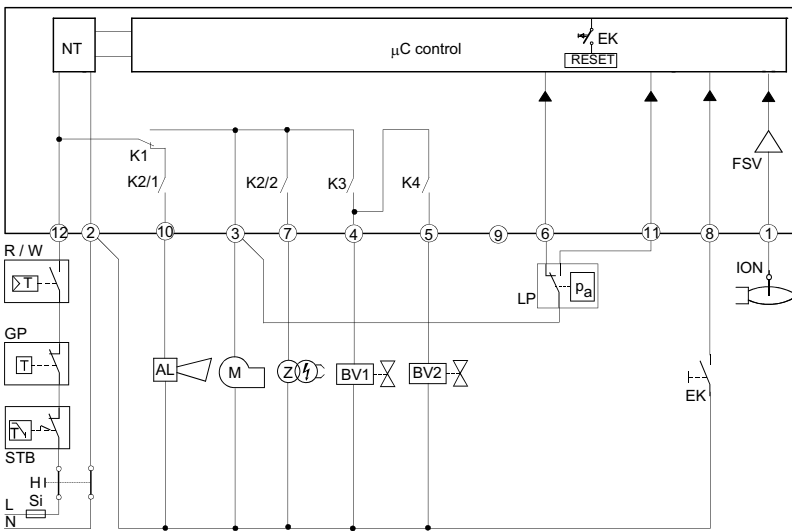 NT
µC control
EK
RESET
K1
FSV
K2/1
K2/2
K3
K4
12
2
10
3
7
4
5
9
6
11
8
1
R / W
T
LP
pa
ION
GP
T
AL
M
Z
BV1
BV2
EK
T
STB
H
Si
L
N